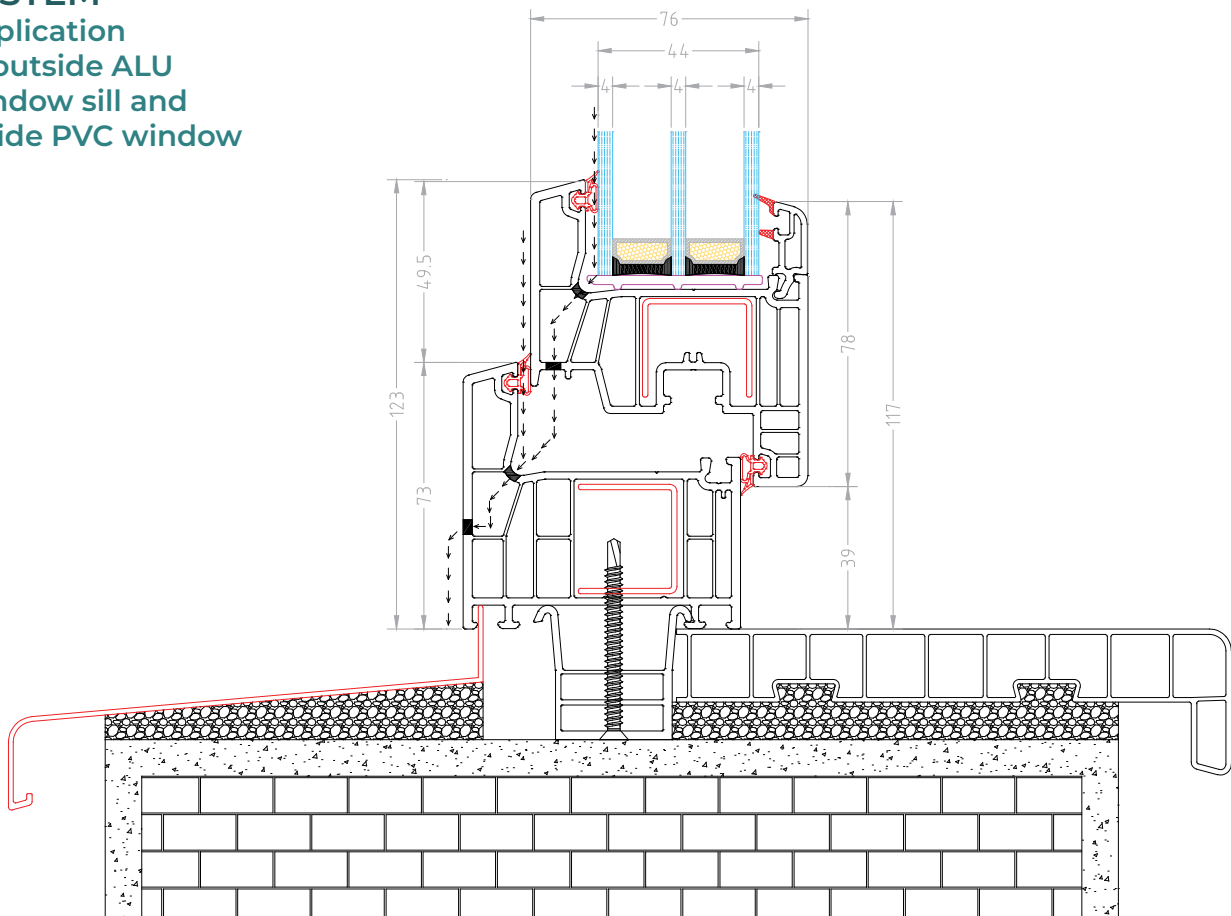 STEM
plication
outside ALU
ndow sill and
ide PVC window
76
44
4
4
4
49.5
123
73
78
117
39